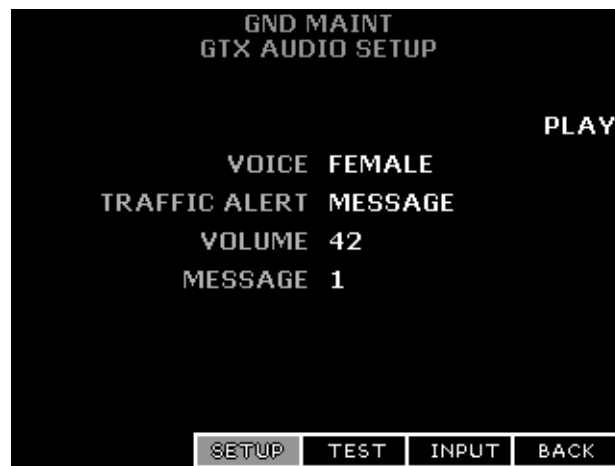 GND MAINT
GTX AUDIO SETUP
PLAY
VOICE FEMALE
TRAFFIC ALERT MESSAGE
VOLUME 42
MESSAGE 1
SETUP TEST INPUT BACK